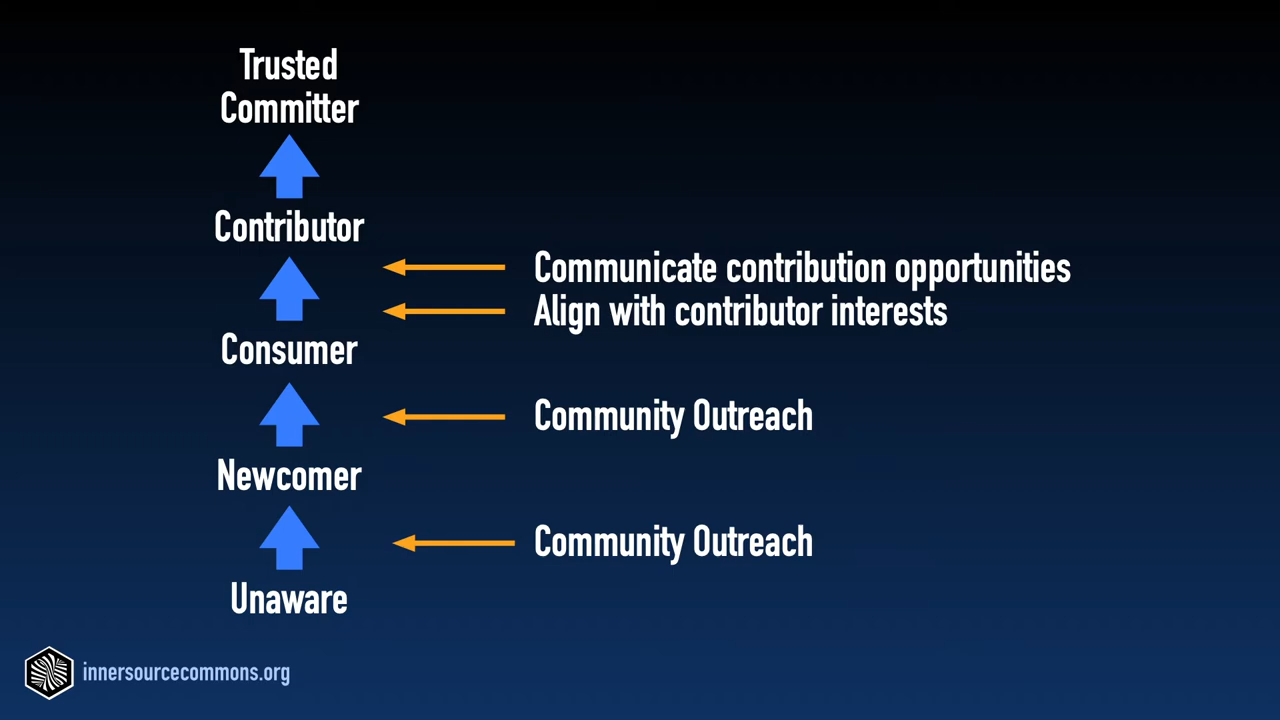 Trusted
Committer
Contributor
Communicate contribution opportunities
Align with contributor interests
Consumer
Community Outreach
Newcomer
Community Outreach
Unaware
innersourcecommons.org